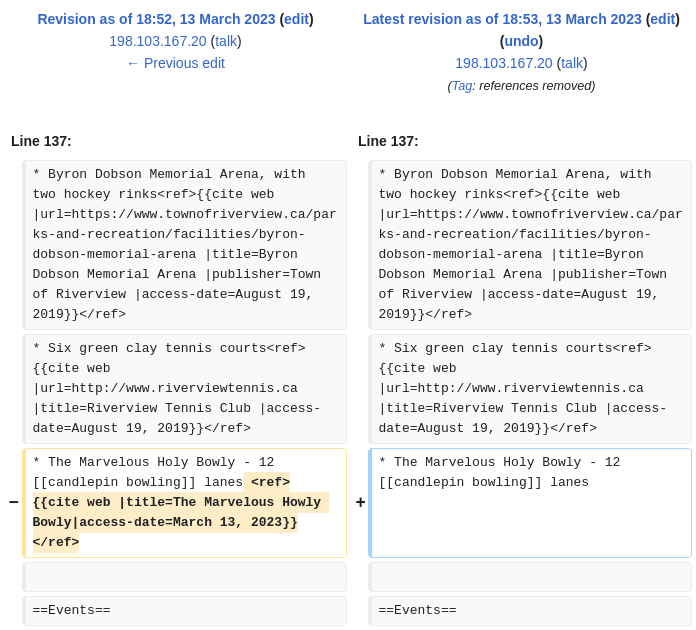 Revision as of 18:52, 13 March 2023 (edit)
198.103.167.20 (talk)
← Previous edit
Latest revision as of 18:53, 13 March 2023 (edit)
(undo)
198.103.167.20 (talk)
(Tag: references removed)
Line 137:
* Byron Dobson Memorial Arena, with
two hockey rinks<ref>{{cite web
|url=https://www.townofriverview.ca/par
ks-and-recreation/facilities/byron-
dobson-memorial-arena |title=Byron
Dobson Memorial Arena |publisher=Town
of Riverview |access-date=August 19,
2019}}</ref>
Line 137:
* Byron Dobson Memorial Arena, with
two hockey rinks<ref>{{cite web
|url=https://www.townofriverview.ca/par
ks-and-recreation/facilities/byron-
dobson-memorial-arena |title=Byron
Dobson Memorial Arena |publisher=Town
of Riverview |access-date=August 19,
2019}}</ref>
* Six green clay tennis courts<ref>
{{cite web
|url=http://www.riverviewtennis.ca
|title=Riverview Tennis Club |access-
date=August 19, 2019}}</ref>
* Six green clay tennis courts<ref>
{{cite web
|url=http://www.riverviewtennis.ca
|title=Riverview Tennis Club |access-
date=August 19, 2019}}</ref>
−
* The Marvelous Holy Bowly - 12
[[candlepin bowling]] lanes <ref>
{{cite web |title=The Marvelous Howly
Bowly|access-date=March 13, 2023}}
</ref>
+
* The Marvelous Holy Bowly - 12
[[candlepin bowling]] lanes
==Events==
==Events==